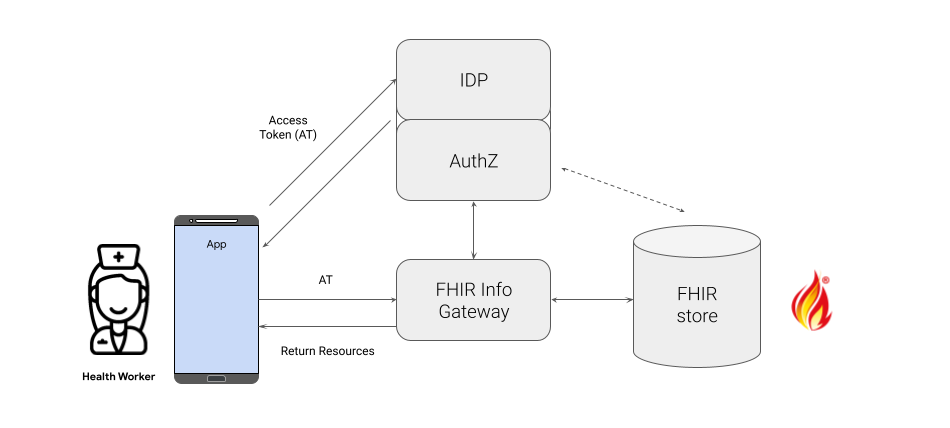 IDP
Access
Token (AT)
AuthZ
App
AT
FHIR Info
Gateway
FHIR
store
Return Resources
Health Worker
®